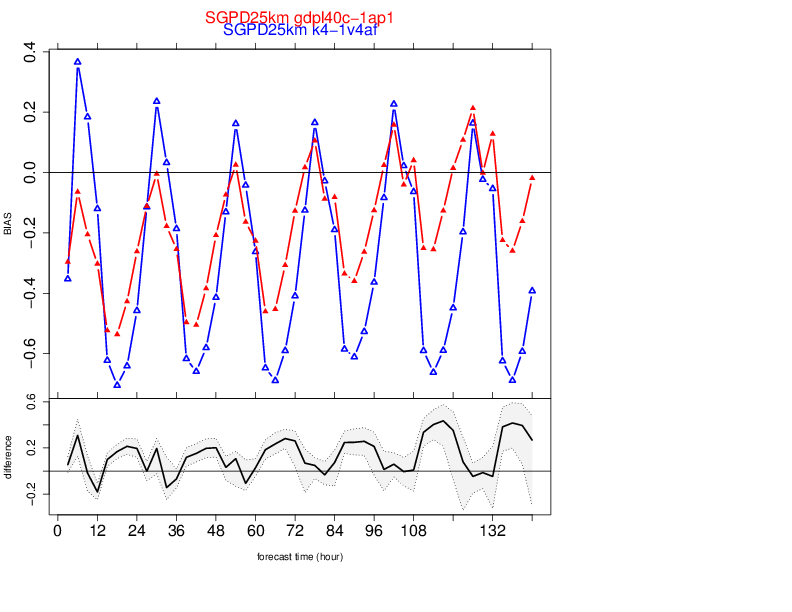 SGPD25km gdpl40c−1ap1
SGPD25km k4−1v4af
BIAS
0.4
0.2
0.0
−0.2
−0.4
−0.6
difference
0.6
0.2
−0.2
0 12 24 36 48 60 72 84 96 108 132
forecast time (hour)